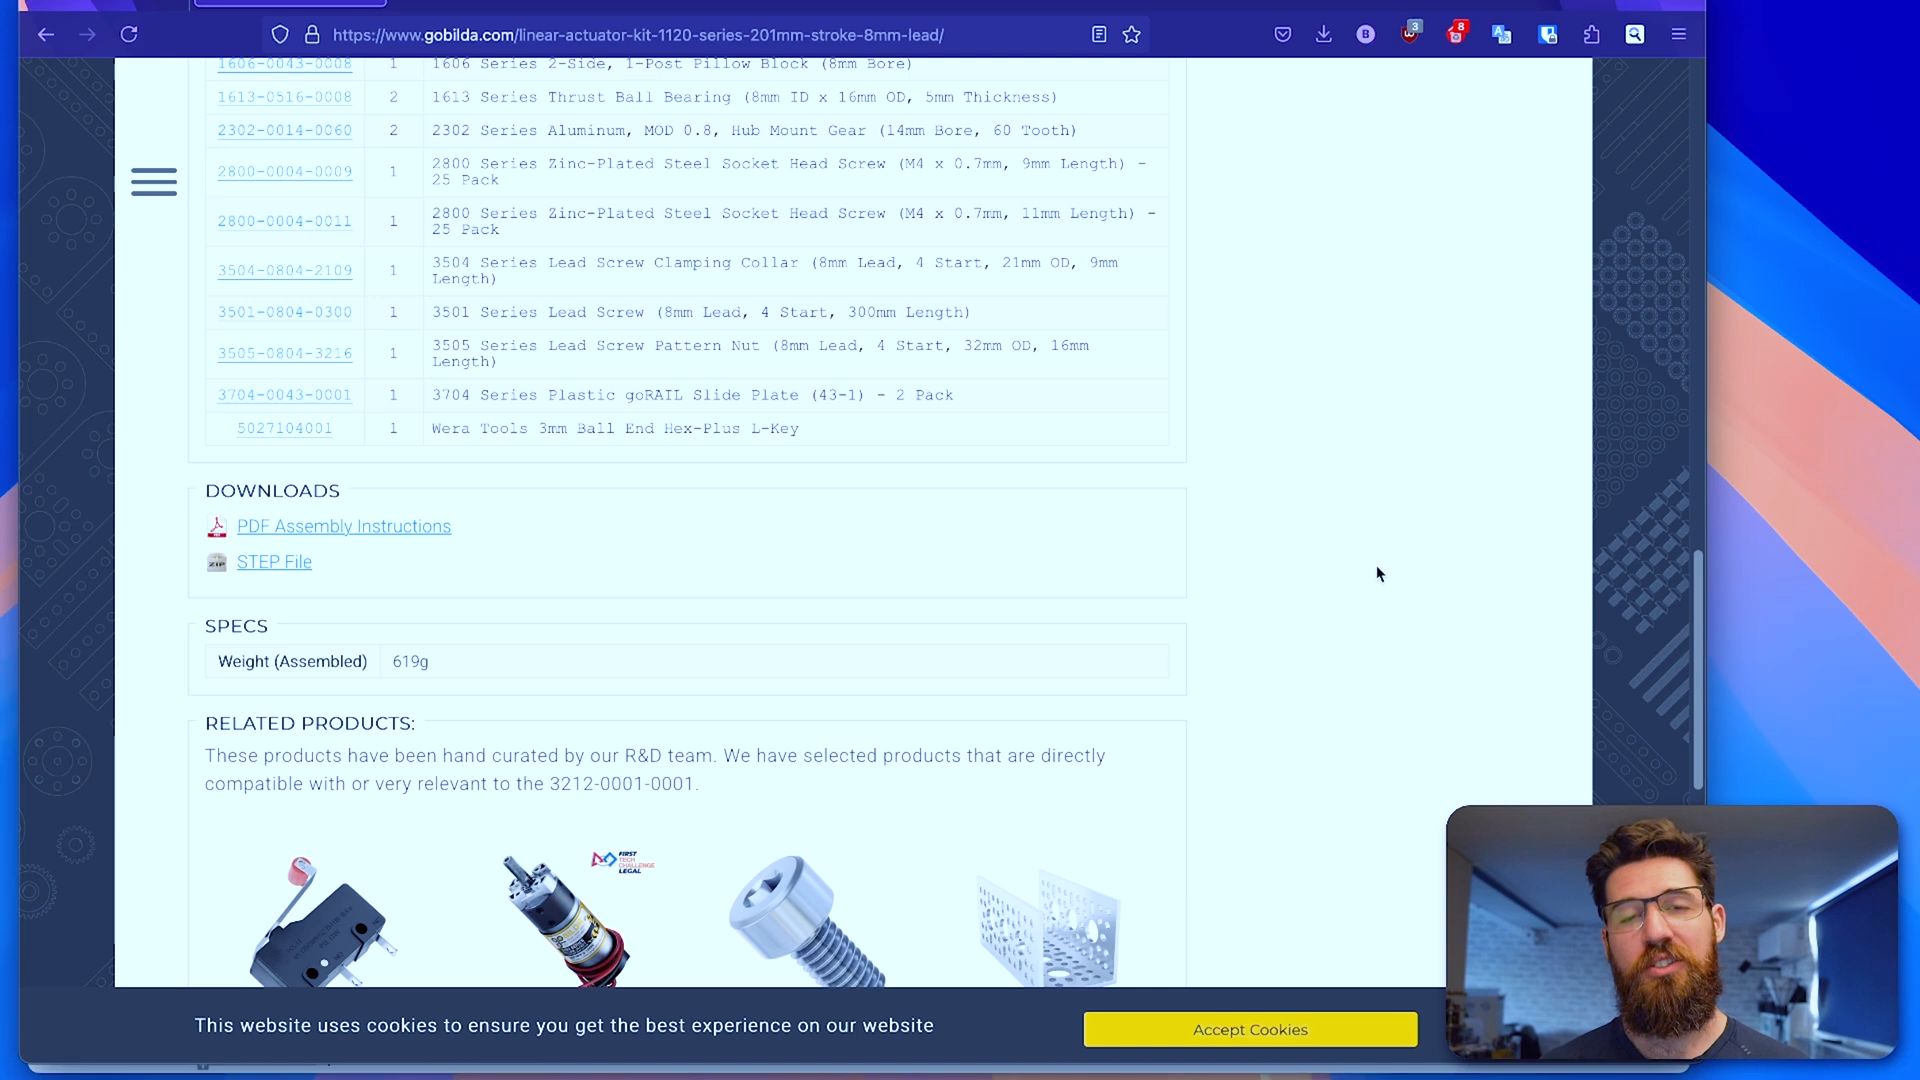 https://www.gobilda.com/linear-actuator-kit-1120-series-201mm-stroke-8mm-lead/
B
3
8
1606-0043-0008 1 1606 Series 2-Side, 1-Post Pillow Block (8mm Bore)
1613-0516-0008 2 1613 Series Thrust Ball Bearing (8mm ID x 16mm OD, 5mm Thickness)
2302-0014-0060 2 2302 Series Aluminum, MOD 0.8, Hub Mount Gear (14mm Bore, 60 Tooth)
2800-0004-0009 1 2800 Series Zinc-Plated Steel Socket Head Screw (M4 x 0.7mm, 9mm Length) -
25 Pack
2800-0004-0011 1 2800 Series Zinc-Plated Steel Socket Head Screw (M4 x 0.7mm, 11mm Length) -
25 Pack
3504-0804-2109 1 3504 Series Lead Screw Clamping Collar (8mm Lead, 4 Start, 21mm OD, 9mm
Length)
3501-0804-0300 1 3501 Series Lead Screw (8mm Lead, 4 Start, 300mm Length)
3505-0804-3216 1 3505 Series Lead Screw Pattern Nut (8mm Lead, 4 Start, 32mm OD, 16mm
Length)
3704-0043-0001 1 3704 Series Plastic goRAIL Slide Plate (43-1) - 2 Pack
5027104001 1 Wera Tools 3mm Ball End Hex-Plus L-Key
DOWNLOADS
PDF Assembly Instructions
ZIP STEP File
SPECS
Weight (Assembled) 619g
RELATED PRODUCTS:
These products have been hand curated by our R&D team. We have selected products that are directly
compatible with or very relevant to the 3212-0001-0001.
FIRST
TECH
CHALLENGE
LEGAL
This website uses cookies to ensure you get the best experience on our website
Accept Cookies